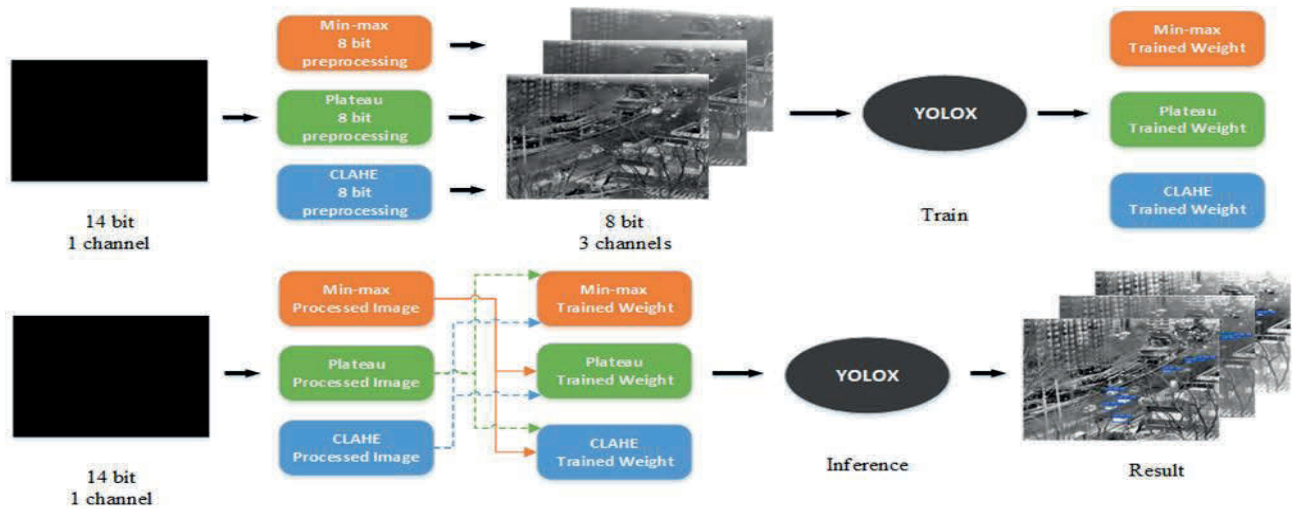 Min-max
8 bit
preprocessing
Plateau
8 bit
preprocessing
CLAHE
8 bit
preprocessing
14 bit
1 channel
8 bit
3 channels
YOLOX
Train
Min-max
Trained Weight
Plateau
Trained Weight
CLAHE
Trained Weight
Min-max
Processed Image
Plateau
Processed Image
CLAHE
Processed Image
14 bit
1 channel
Min-max
Trained Weight
Plateau
Trained Weight
CLAHE
Trained Weight
YOLOX
Inference
Result